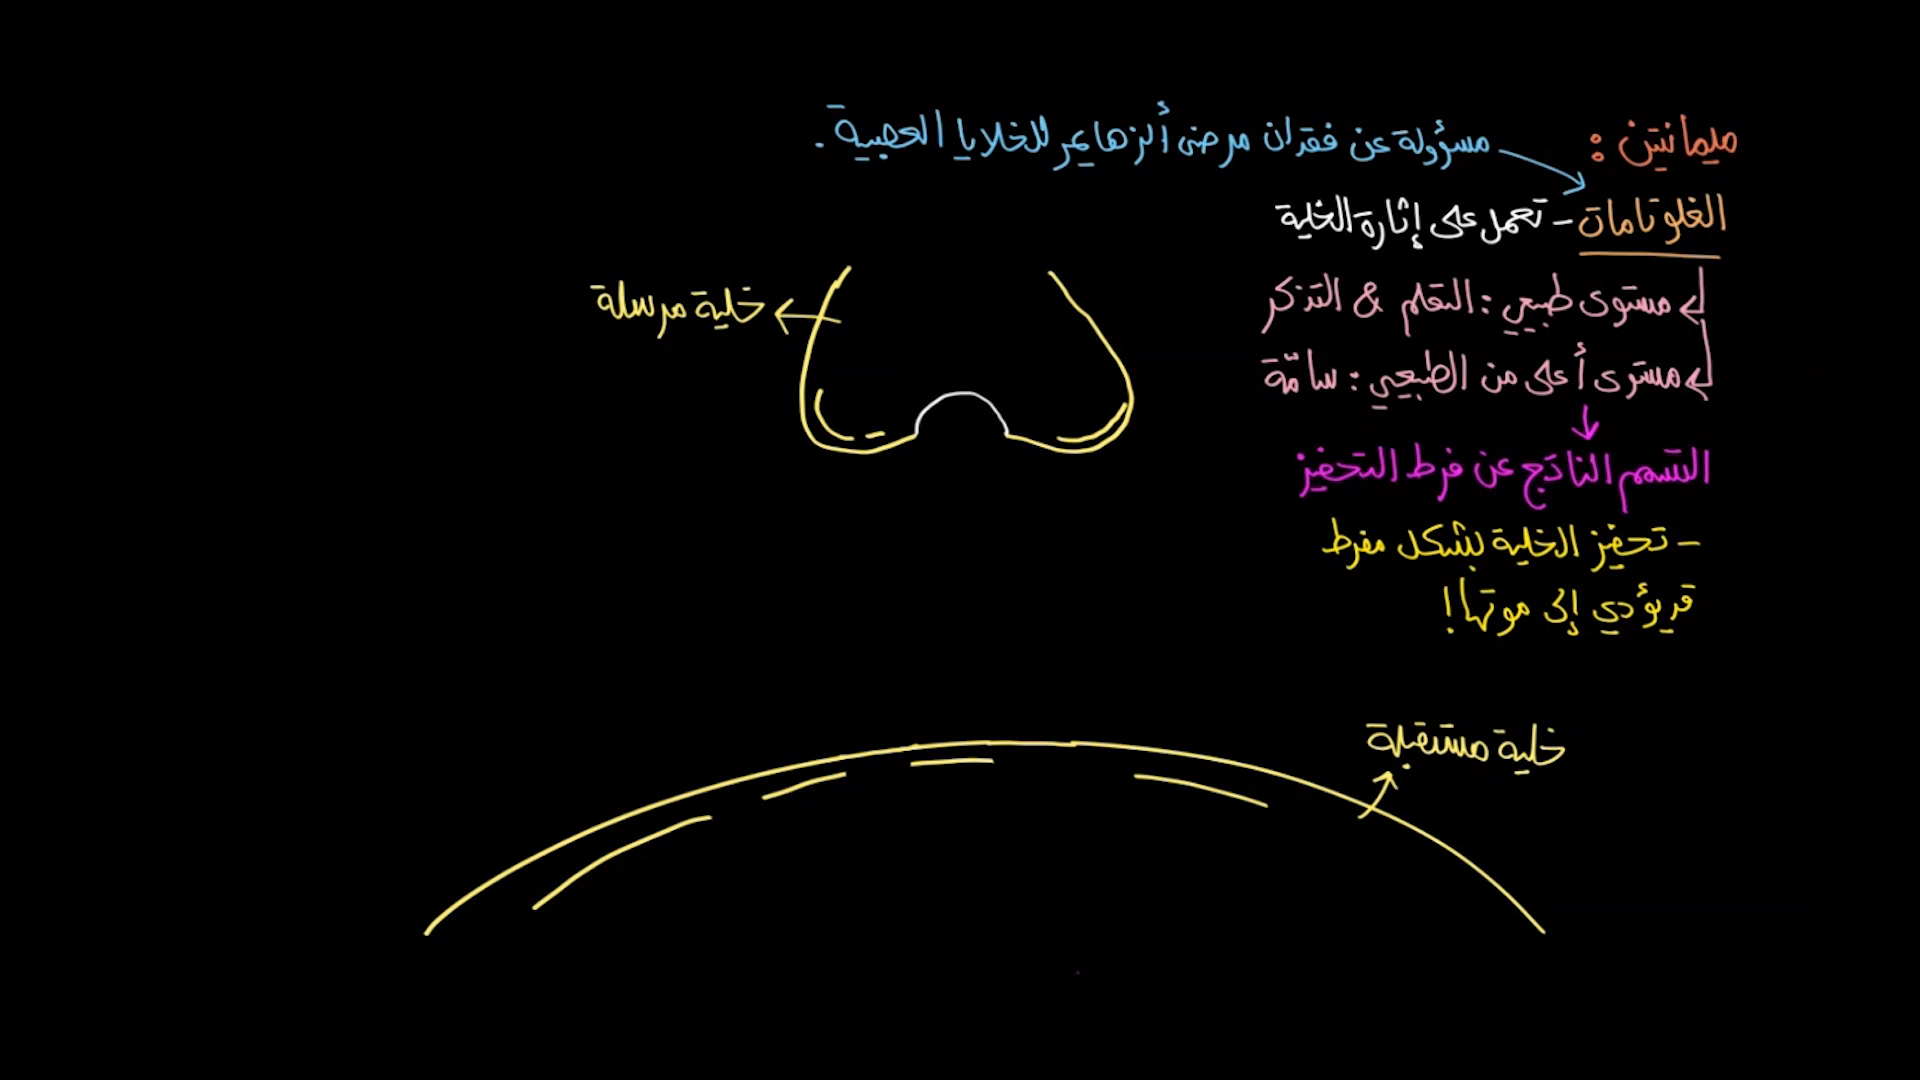 ميمانتين :
مسؤولة عن فقدان مرضى ألزهايمر للخلايا العصبية .
الغلوتامات - تعمل على إثارة الخلية
مستوى طبيعي : التعلم & التذكر
مستوى أعلى من الطبيعي : سامّة
التسمم الناتج عن فرط التحفيز
- تحفيز الخلية بشكل مفرط
قد يؤدي إلى موتها !
خلية مرسلة
خلية مستقبلة